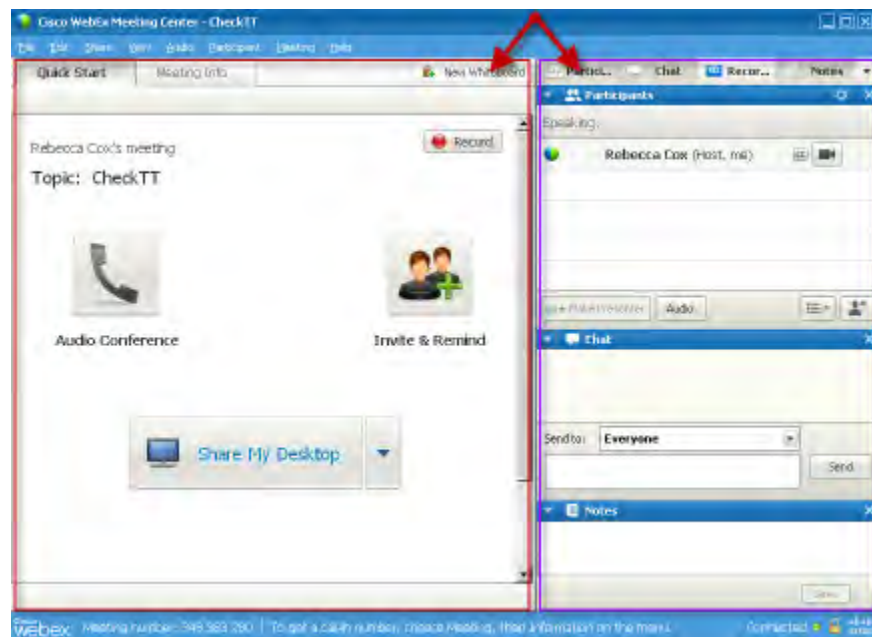 Cisco WebEx Meeting Center - CheckTT
File Edit Share View Audio Participant Meeting Help
Quick Start Meeting Info New Whiteboard
Partici... Chat Recor... Notes
Participants
Speaking:
Rebecca Cox's meeting
Record
Rebecca Cox (Host, me)
Topic: CheckTT
Audio
Audio Conference
Invite & Remind
Chat
Send to: Everyone
Share My Desktop
Send
Notes
webex Meeting number: To get a call-in number, choose Meeting, then Information on the menu. Connected